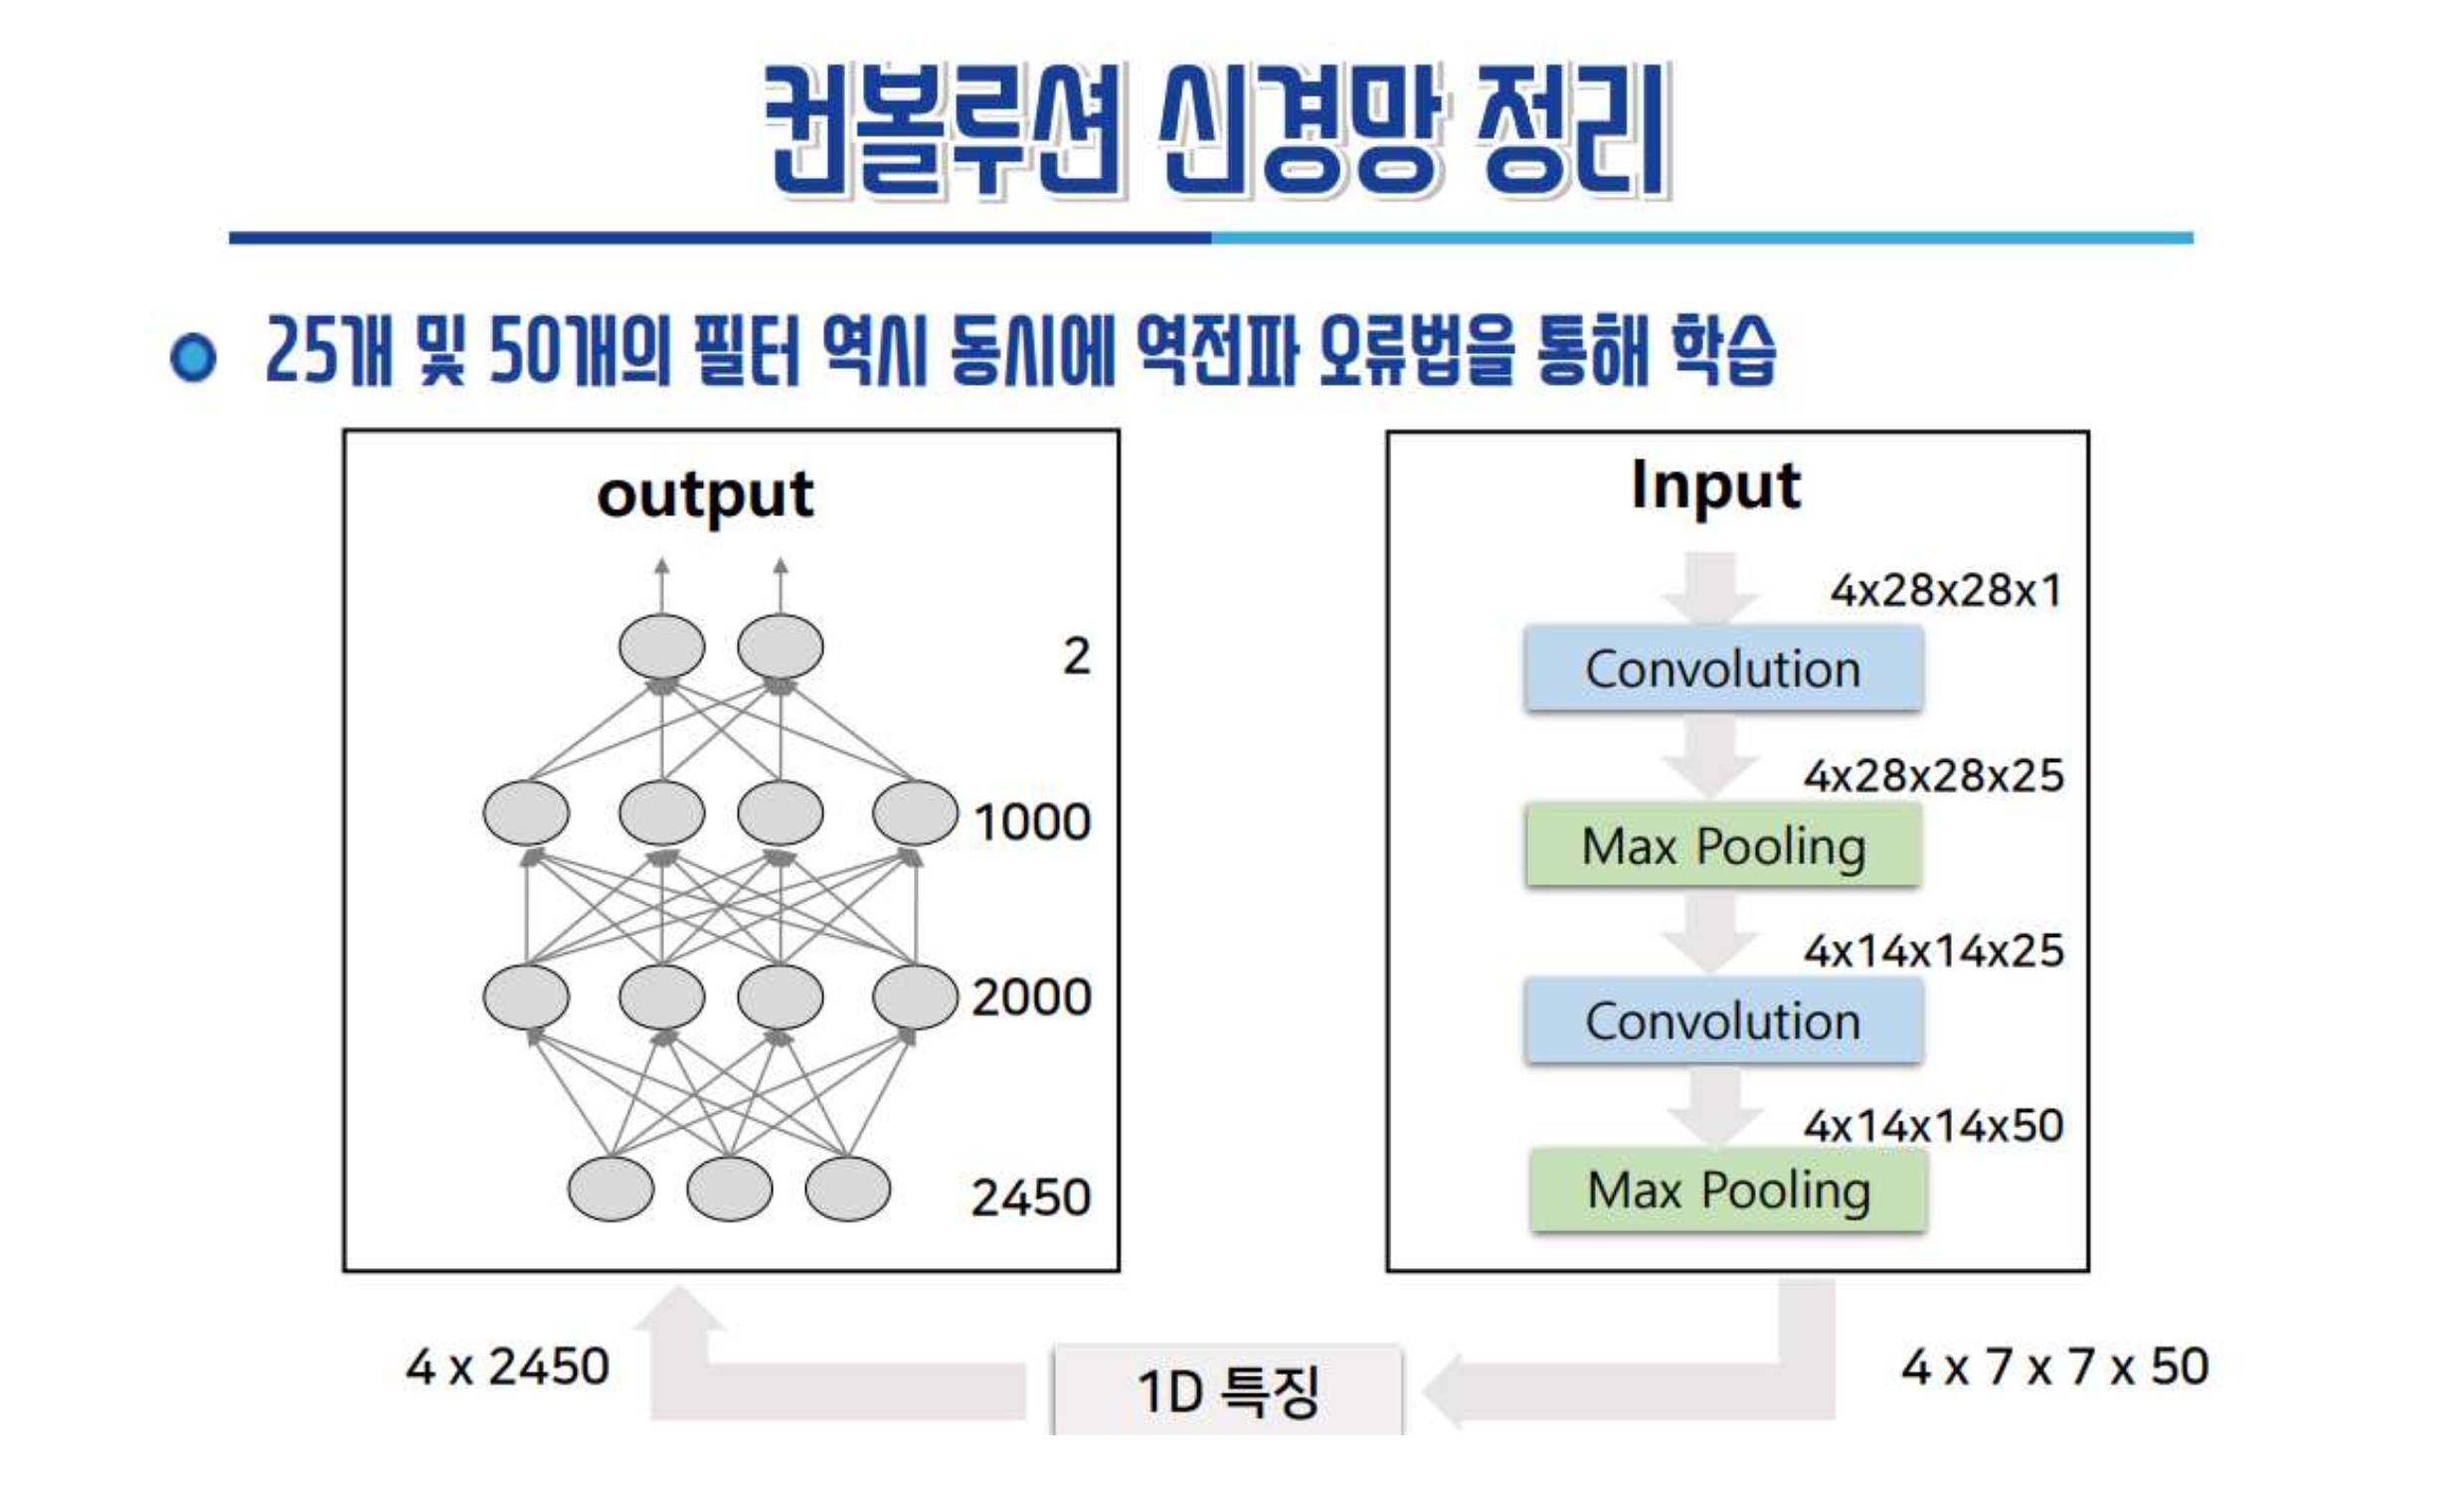 컨볼루션 신경망 정리
25개 및 50개의 필터 역시 동시에 역전파 오류법을 통해 학습
output
2
1000
2000
2450
Input
4x28x28x1
Convolution
4x28x28x25
Max Pooling
4x14x14x25
Convolution
4x14x14x50
Max Pooling
4 x 2450
1D 특징
4 x 7 x 7 x 50